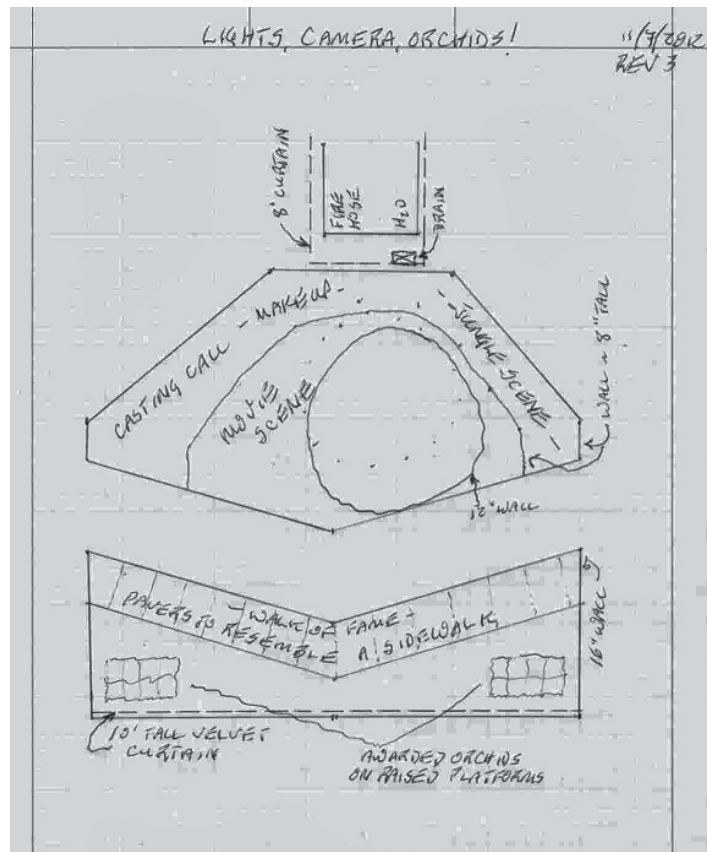 LIGHTS, CAMERA, ORCHIDS!
11/7/2012
REV 3
8' CURTAIN
FIRE
HOSE
H2O
DRAIN
CASTING CALL - MAKEUP -
- JUNGLE SCENE -
MOVIE
SCENE
WALL ~ 8" TALL
12" WALL
- WALK OF FAME -
PAVERS TO RESEMBLE A SIDEWALK
16" WALL
10' TALL VELVET
CURTAIN
AWARDED ORCHIDS
ON RAISED PLATFORMS